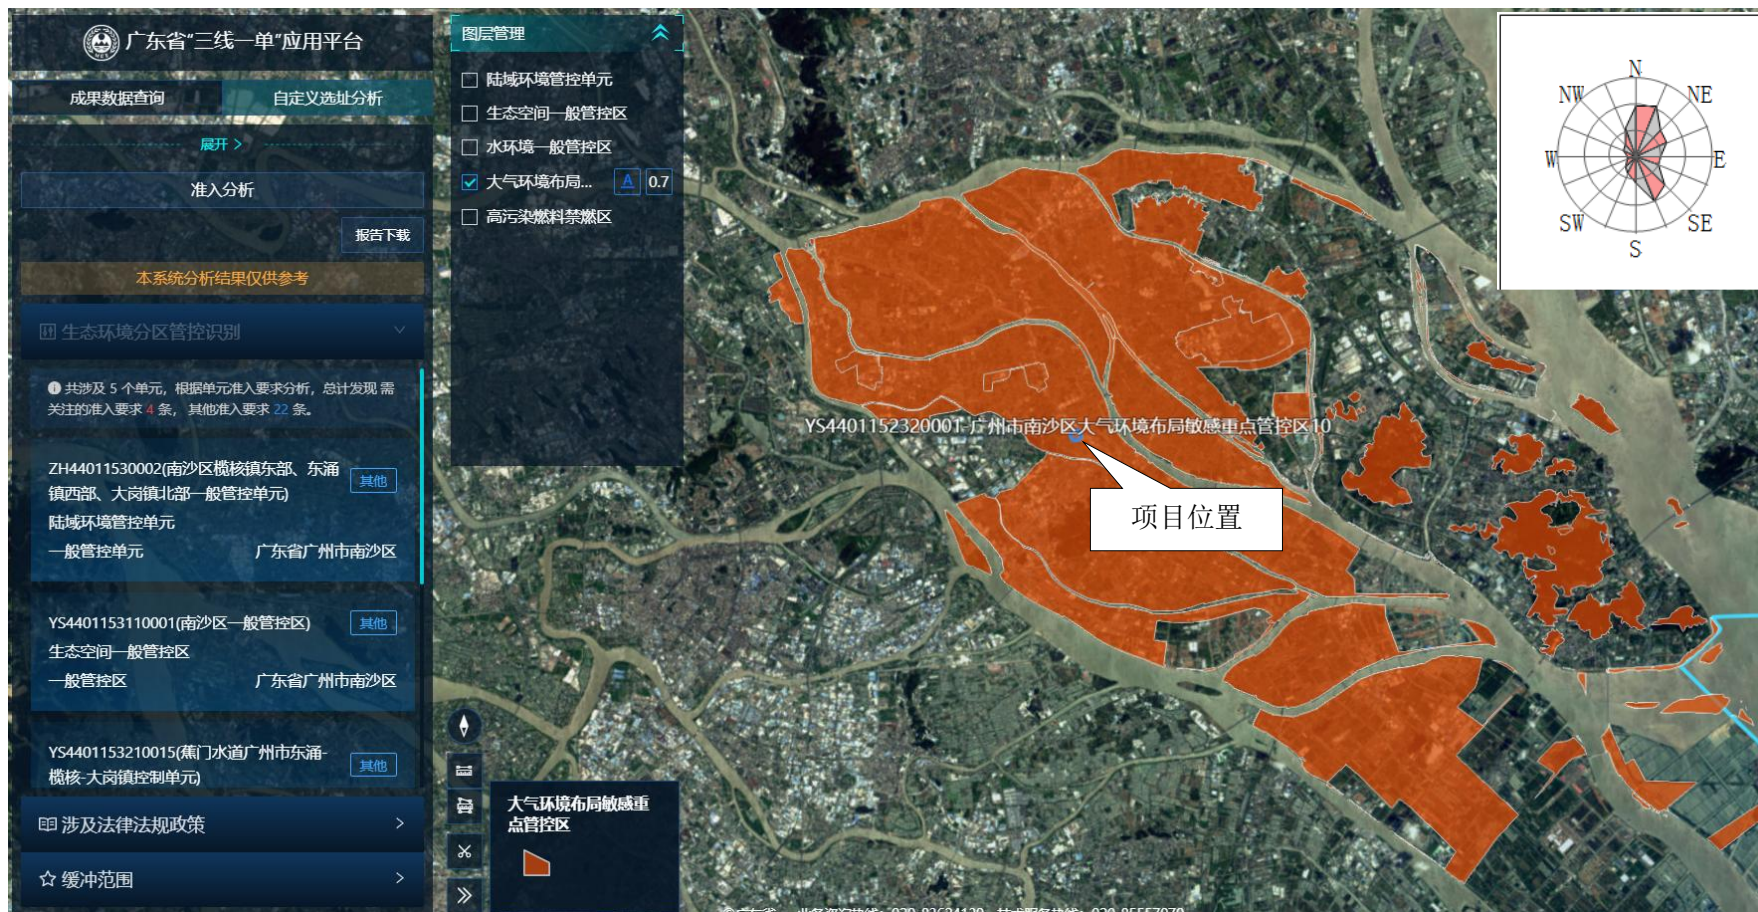 广东省“三线一单”应用平台
成果数据查询
自定义选址分析
展开 >
准入分析
报告下载
本系统分析结果仅供参考
生态环境分区管控识别
共涉及 5 个单元，根据单元准入要求分析，总计发现 需
关注的准入要求 4 条， 其他准入要求 22 条。
ZH44011530002(南沙区榄核镇东部、东涌
镇西部、大岗镇北部一般管控单元)
其他
陆域环境管控单元
一般管控单元
广东省广州市南沙区
YS4401153110001(南沙区一般管控区)
其他
生态空间一般管控区
一般管控区
广东省广州市南沙区
YS4401153210015(蕉门水道广州市东涌-
榄核-大岗镇控制单元)
其他
涉及法律法规政策
缓冲范围
图层管理
陆域环境管控单元
生态空间一般管控区
水环境一般管控区
大气环境布局...
A
0.7
高污染燃料禁燃区
YS4401152320001-广州市南沙区大气环境布局敏感重点管控区10
项目位置
大气环境布局敏感重
点管控区
N
NW
NE
W
E
SW
SE
S